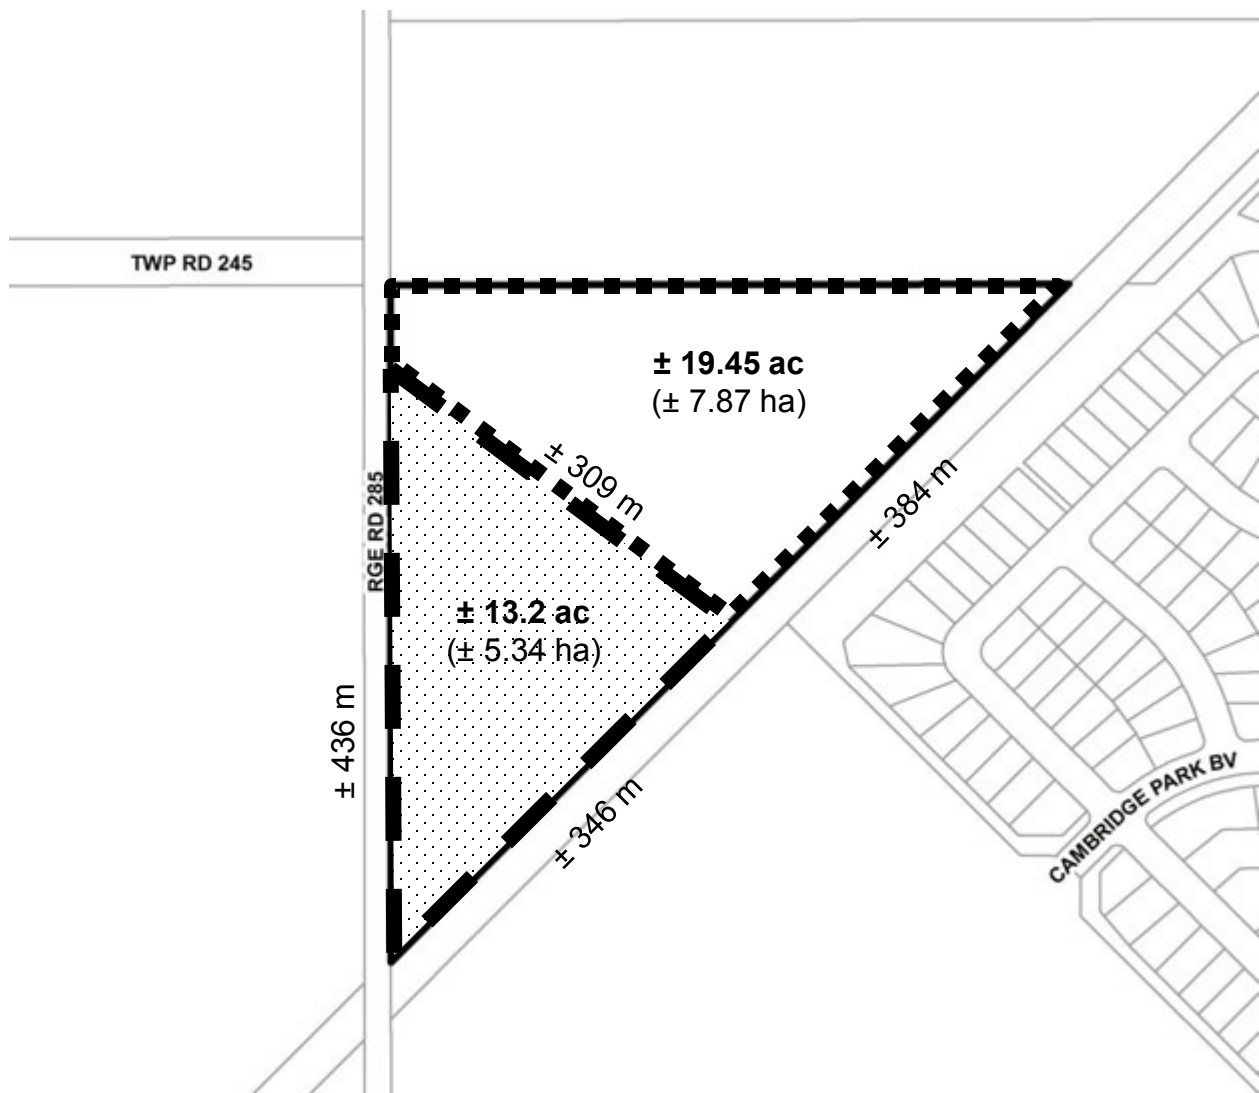 TWP RD 245
± 19.45 ac
(± 7.87 ha)
± 309 m
± 384 m
RGE RD 285
± 13.2 ac
(± 5.34 ha)
± 436 m
± 346 m
CAMBRIDGE PARK BV